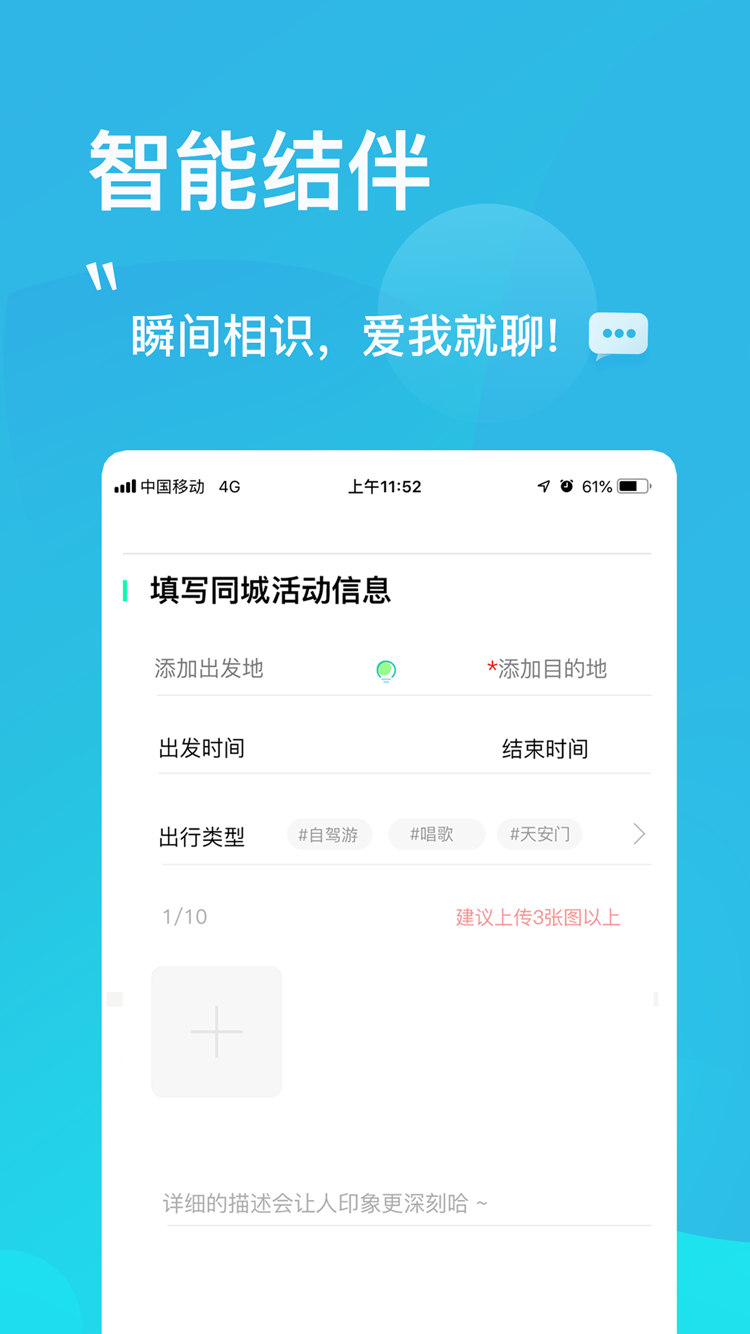 智能结伴
"
瞬间相识，爱我就聊!
中国移动 4G 上午11:52 61%
填写同城活动信息
添加出发地 *添加目的地
出发时间 结束时间
出行类型 #自驾游 #唱歌 #天安门
1/10 建议上传3张图以上
详细的描述会让人印象更深刻哈 ~